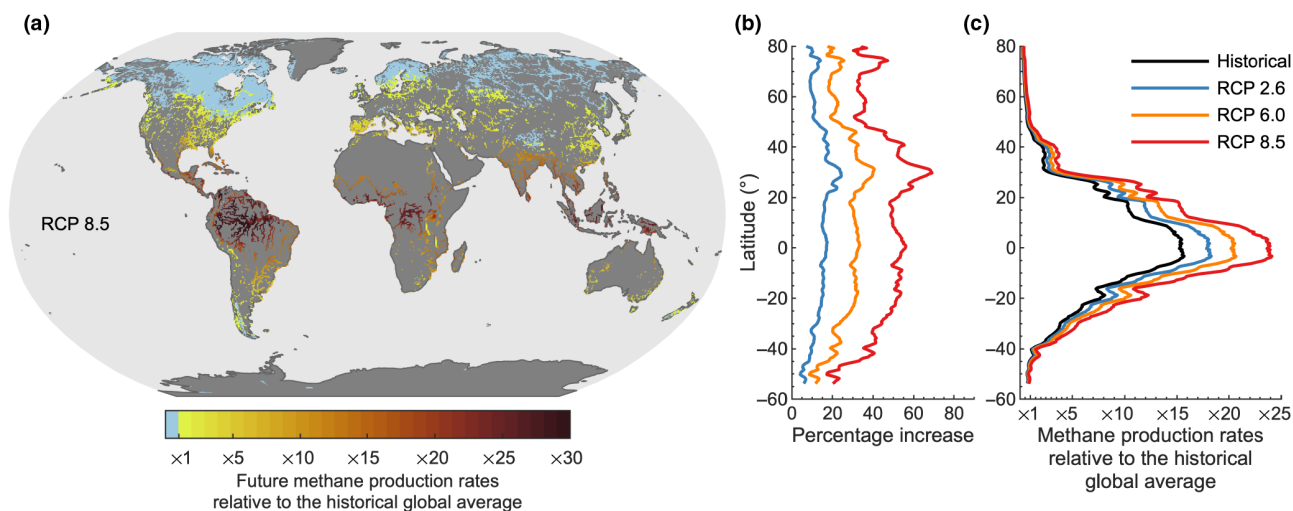 (a)
RCP 8.5
×1 ×5 ×10 ×15 ×20 ×25 ×30
Future methane production rates
relative to the historical global average
(b)
80
60
40
20
0
−20
−40
−60
Latitude (°)
0 20 40 60 80
Percentage increase
(c)
80
60
40
20
0
−20
−40
−60
Historical
RCP 2.6
RCP 6.0
RCP 8.5
×1 ×5 ×10 ×15 ×20 ×25
Methane production rates
relative to the historical
global average